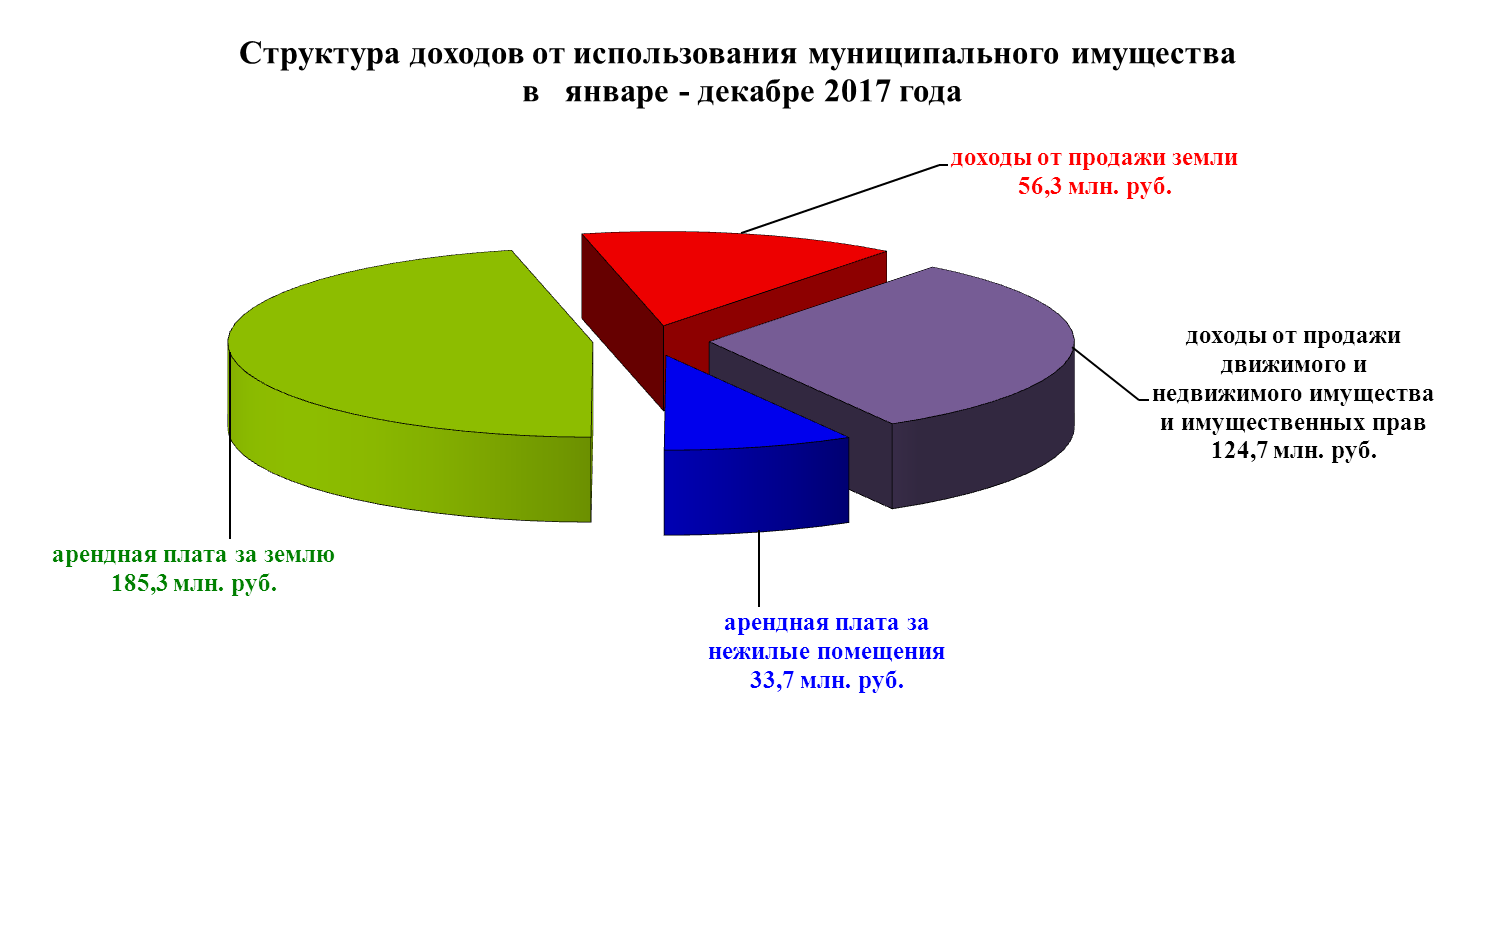 Структура доходов от использования муниципального имущества
в январе - декабре 2017 года
доходы от продажи земли
56,3 млн. руб.
доходы от продажи
движимого и
недвижимого имущества
и имущественных прав
124,7 млн. руб.
арендная плата за землю
185,3 млн. руб.
арендная плата за
нежилые помещения
33,7 млн. руб.